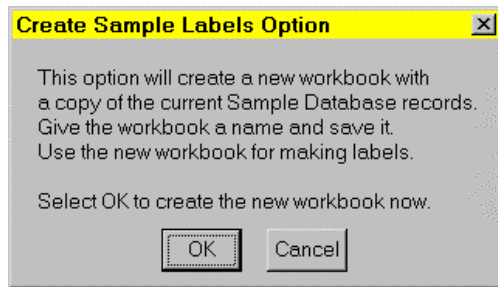 Create Sample Labels Option
This option will create a new workbook with
a copy of the current Sample Database records.
Give the workbook a name and save it.
Use the new workbook for making labels.
Select OK to create the new workbook now.
OK
Cancel